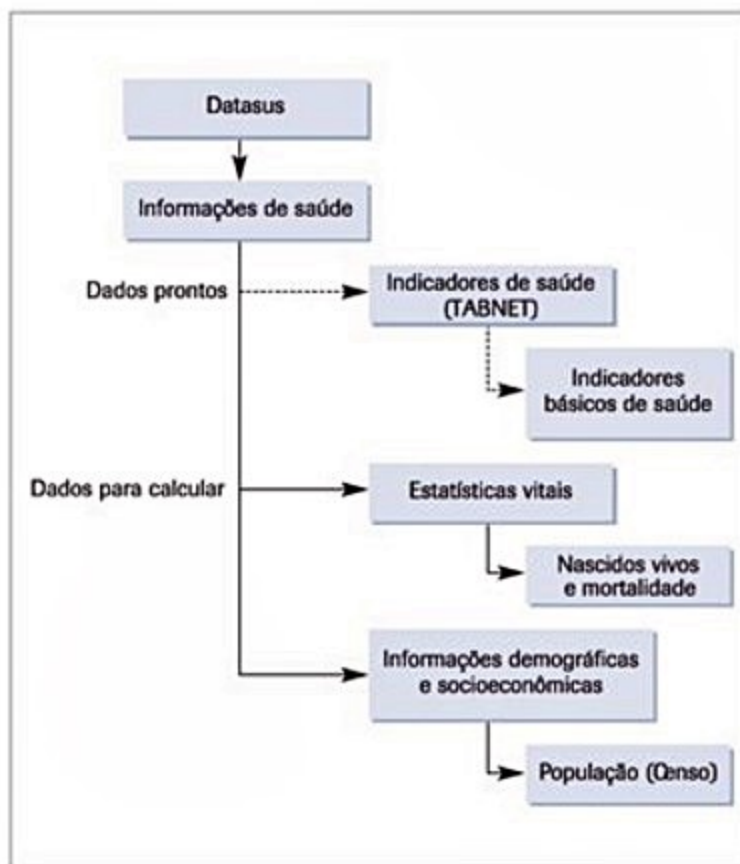 Datasus
Informações de saúde
Dados prontos
Indicadores de saúde
(TABNET)
Indicadores
básicos de saúde
Dados para calcular
Estatísticas vitais
Nascidos vivos
e mortalidade
Informações demográficas
e socioeconômicas
População (Censo)